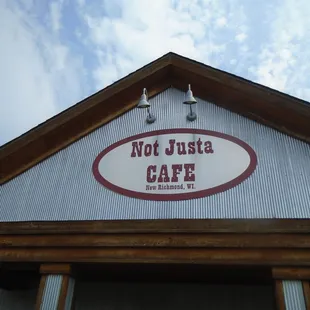 Not Justa
CAFE
New Richmond, WI.